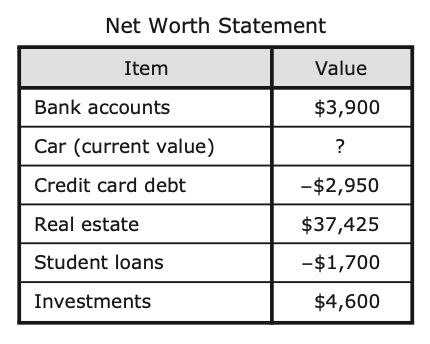 Net Worth Statement
Item Value
Bank accounts $3,900
Car (current value) ?
Credit card debt –$2,950
Real estate $37,425
Student loans –$1,700
Investments $4,600